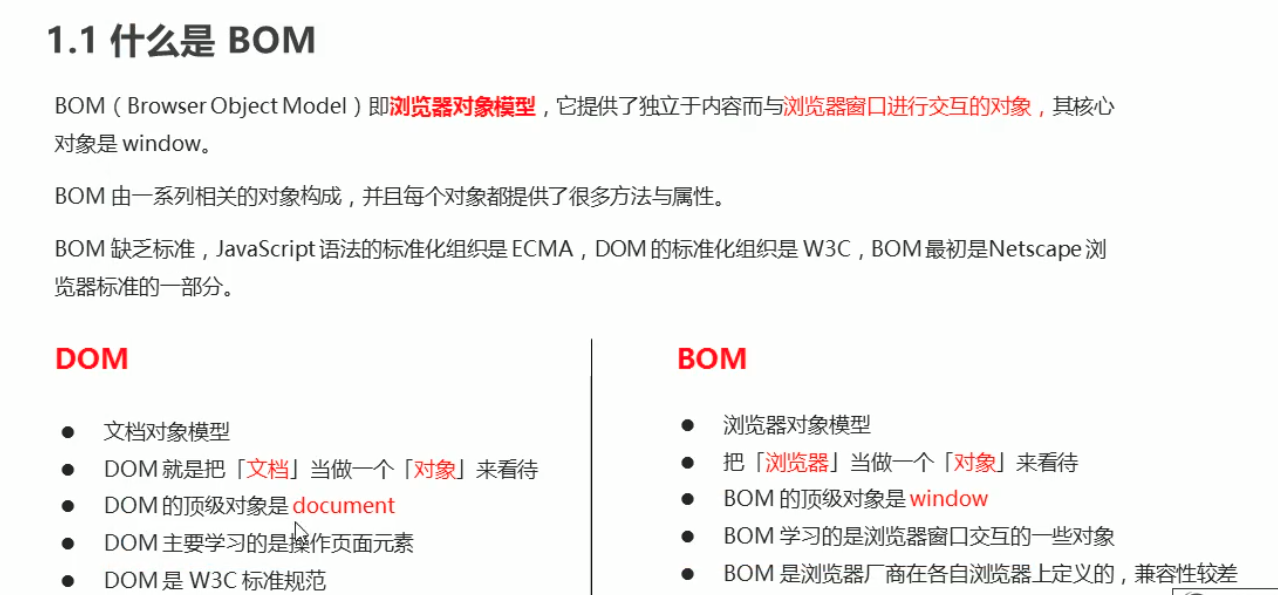 1.1 什么是 BOM
BOM（Browser Object Model）即浏览器对象模型，它提供了独立于内容而与浏览器窗口进行交互的对象，其核心
对象是 window。
BOM 由一系列相关的对象构成，并且每个对象都提供了很多方法与属性。
BOM 缺乏标准，JavaScript 语法的标准化组织是 ECMA，DOM 的标准化组织是 W3C，BOM 最初是Netscape 浏
览器标准的一部分。
DOM
● 文档对象模型
● DOM 就是把「文档」当做一个「对象」来看待
● DOM 的顶级对象是 document
● DOM 主要学习的是操作页面元素
● DOM 是 W3C 标准规范
BOM
● 浏览器对象模型
● 把「浏览器」当做一个「对象」来看待
● BOM 的顶级对象是 window
● BOM 学习的是浏览器窗口交互的一些对象
● BOM 是浏览器厂商在各自浏览器上定义的，兼容性较差